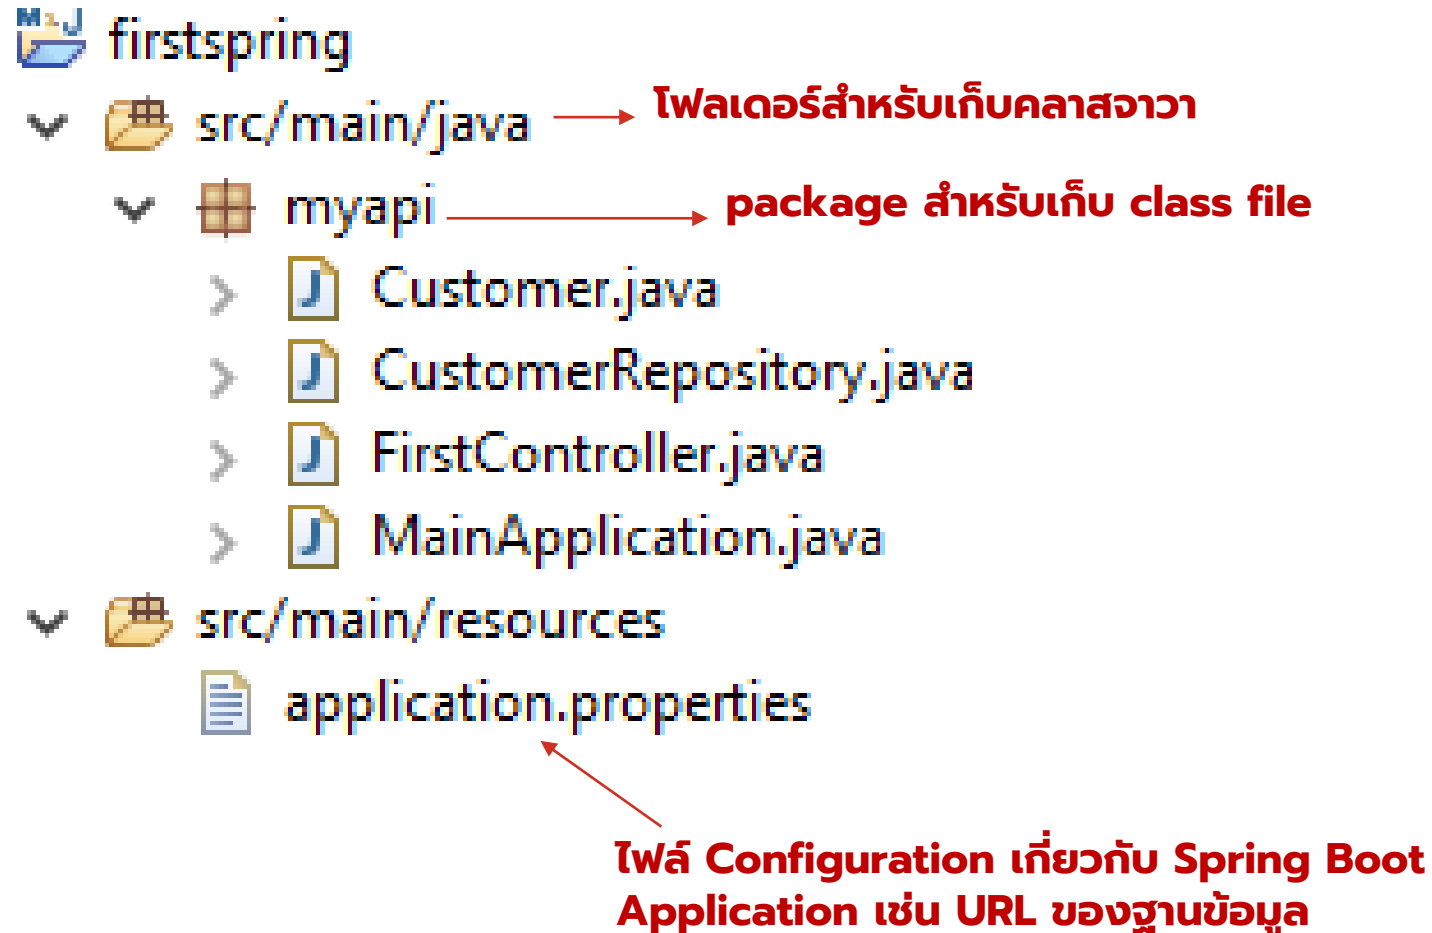 firstspring
src/main/java
โฟลเดอร์สำหรับเก็บคลาสจาวา
myapi
package สำหรับเก็บ class file
Customer.java
CustomerRepository.java
FirstController.java
MainApplication.java
src/main/resources
application.properties
ไฟล์ Configuration เกี่ยวกับ Spring Boot
Application เช่น URL ของฐานข้อมูล